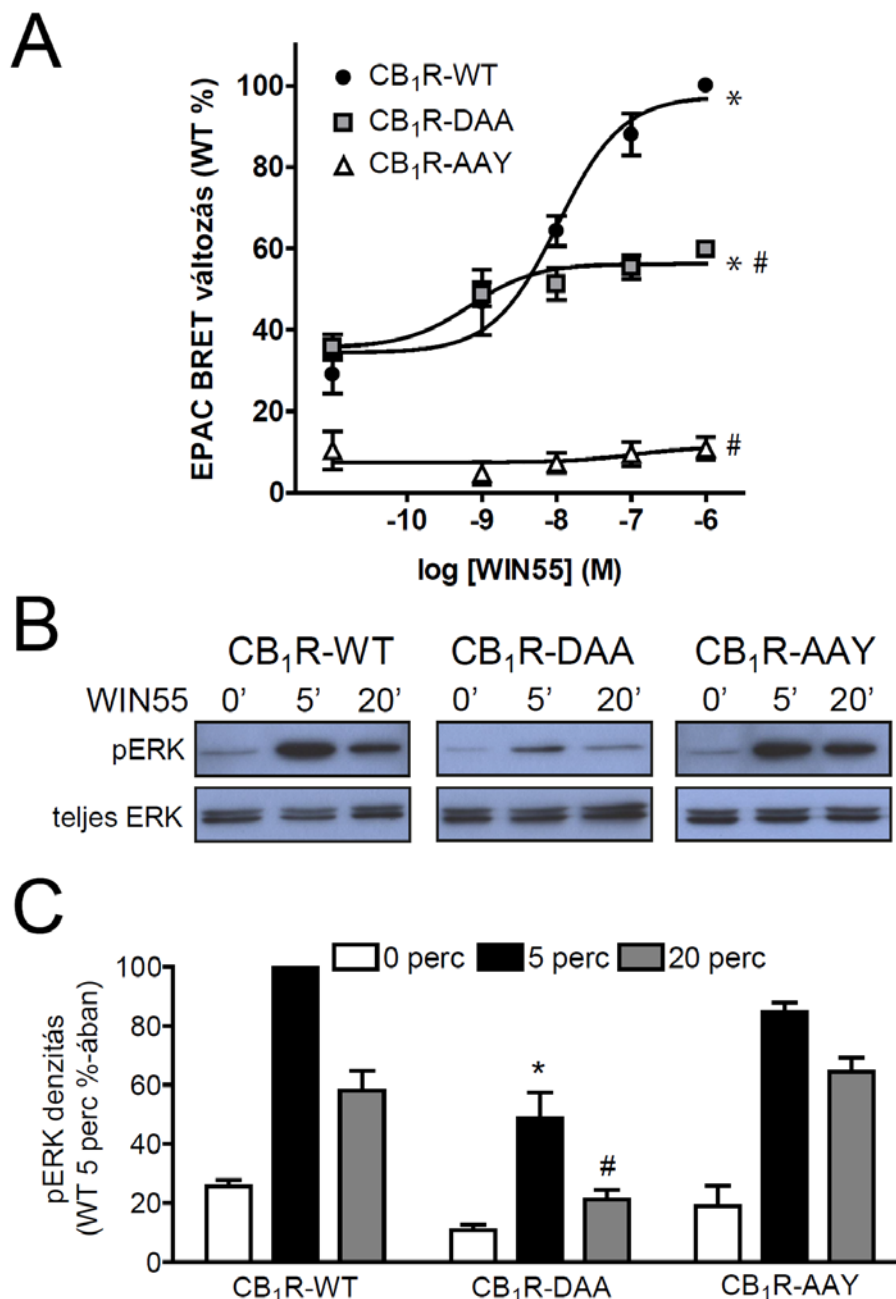 A
EPAC BRET változás (WT %)
100
80
60
40
20
0
CB₁R-WT
CB₁R-DAA
CB₁R-AAY
*
* #
#
-10 -9 -8 -7 -6
log [WIN55] (M)
B
CB₁R-WT CB₁R-DAA CB₁R-AAY
WIN55 0’ 5’ 20’ 0’ 5’ 20’ 0’ 5’ 20’
pERK
teljes ERK
C
pERK denzitás
(WT 5 perc %-ában)
0 perc 5 perc 20 perc
100
80
60
40
20
0
*
#
CB₁R-WT CB₁R-DAA CB₁R-AAY